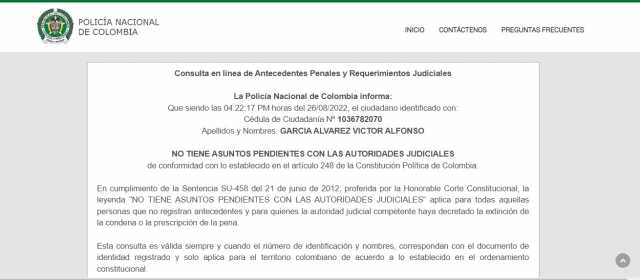 POLICÍA NACIONAL
DE COLOMBIA
INICIO CONTÁCTENOS PREGUNTAS FRECUENTES
Consulta en línea de Antecedentes Penales y Requerimientos Judiciales
La Policía Nacional de Colombia informa:
Que siendo las 04:22:17 PM horas del 26/08/2022, el ciudadano identificado con:
Cédula de Ciudadanía Nº 1036782070
Apellidos y Nombres: GARCIA ALVAREZ VICTOR ALFONSO
NO TIENE ASUNTOS PENDIENTES CON LAS AUTORIDADES JUDICIALES
de conformidad con lo establecido en el artículo 248 de la Constitución Política de Colombia.
En cumplimiento de la Sentencia SU-458 del 21 de junio de 2012, proferida por la Honorable Corte Constitucional, la
leyenda "NO TIENE ASUNTOS PENDIENTES CON LAS AUTORIDADES JUDICIALES" aplica para todas aquellas
personas que no registran antecedentes y para quienes la autoridad judicial competente haya decretado la extinción de
la condena o la prescripción de la pena.
Esta consulta es válida siempre y cuando el número de identificación y nombres, correspondan con el documento de
identidad registrado y solo aplica para el territorio colombiano de acuerdo a lo establecido en el ordenamiento
constitucional.